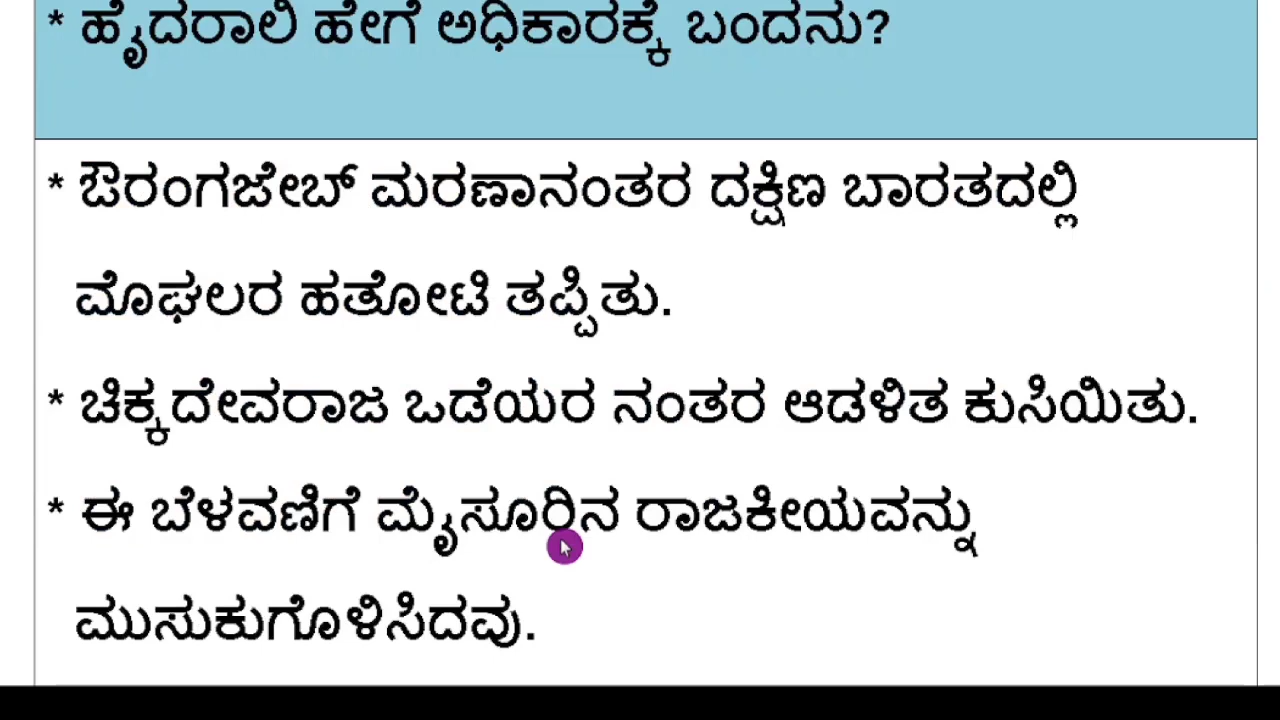 * ಹೈದರಾಲಿ ಹೇಗೆ ಅಧಿಕಾರಕ್ಕೆ ಬಂದನು?
* ಔರಂಗಜೇಬ್ ಮರಣಾನಂತರ ದಕ್ಷಿಣ ಬಾರತದಲ್ಲಿ
ಮೊಘಲರ ಹತೋಟಿ ತಪ್ಪಿತು.
* ಚಿಕ್ಕದೇವರಾಜ ಒಡೆಯರ ನಂತರ ಆಡಳಿತ ಕುಸಿಯಿತು.
* ಈ ಬೆಳವಣಿಗೆ ಮೈಸೂರಿನ ರಾಜಕೀಯವನ್ನು
ಮುಸುಕುಗೊಳಿಸಿದವು.